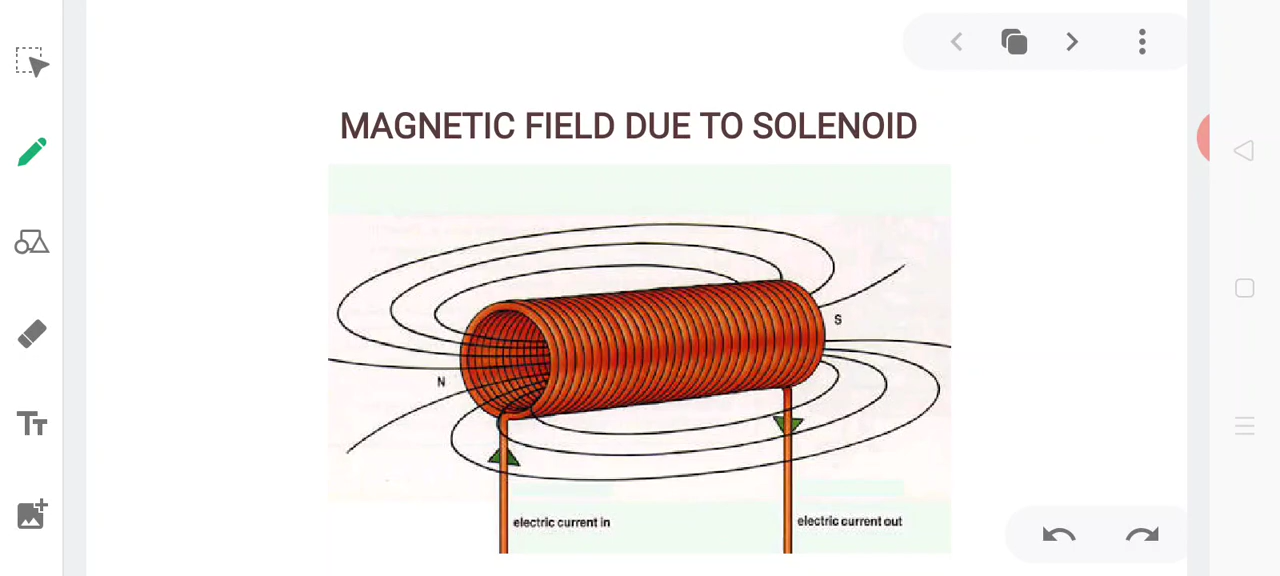 MAGNETIC FIELD DUE TO SOLENOID
S
N
electric current in
electric current out